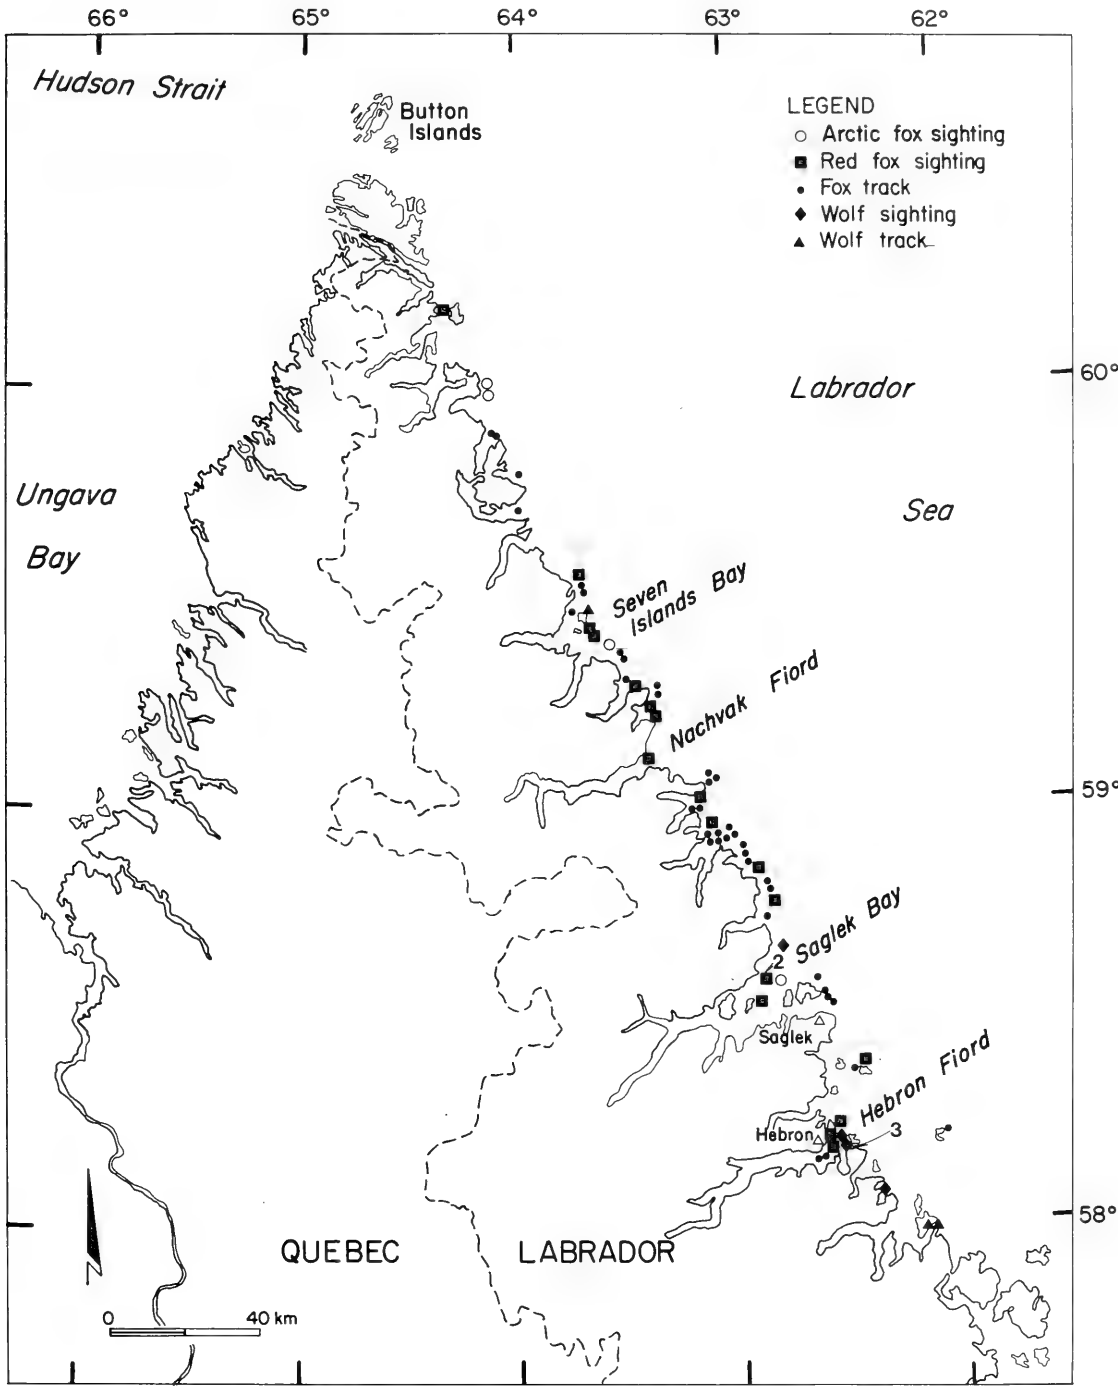 66° 65° 64° 63° 62°
Hudson Strait
Button
Islands
LEGEND
Arctic fox sighting
Red fox sighting
Fox track
Wolf sighting
Wolf track
60°
Labrador
Sea
Ungava
Bay
Seven
Islands Bay
Nachvak Fiord
59°
Saglek Bay
2
Saglek
Hebron Fiord
Hebron
3
58°
QUEBEC
LABRADOR
N
0 40 km